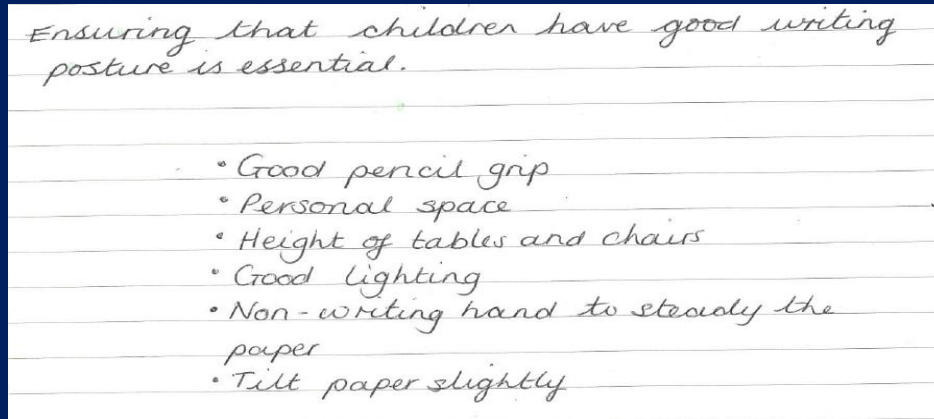 Ensuring that children have good writing
posture is essential.
• Good pencil grip
• Personal space
• Height of tables and chairs
• Good lighting
• Non-writing hand to steady the
paper
• Tilt paper slightly